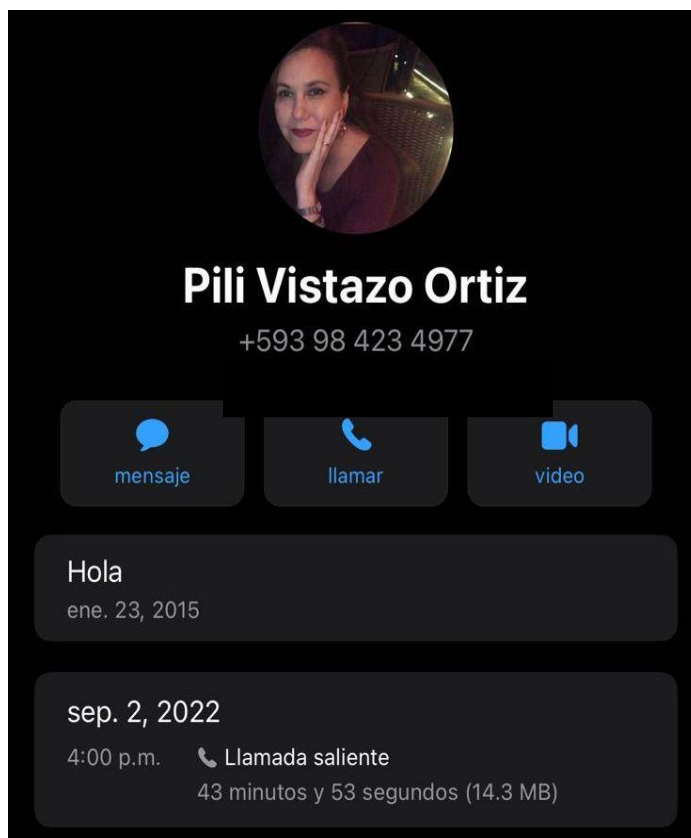 Pili Vistazo Ortiz
+593 98 423 4977
mensaje
llamar
video
Hola
ene. 23, 2015
sep. 2, 2022
4:00 p.m. Llamada saliente
43 minutos y 53 segundos (14.3 MB)